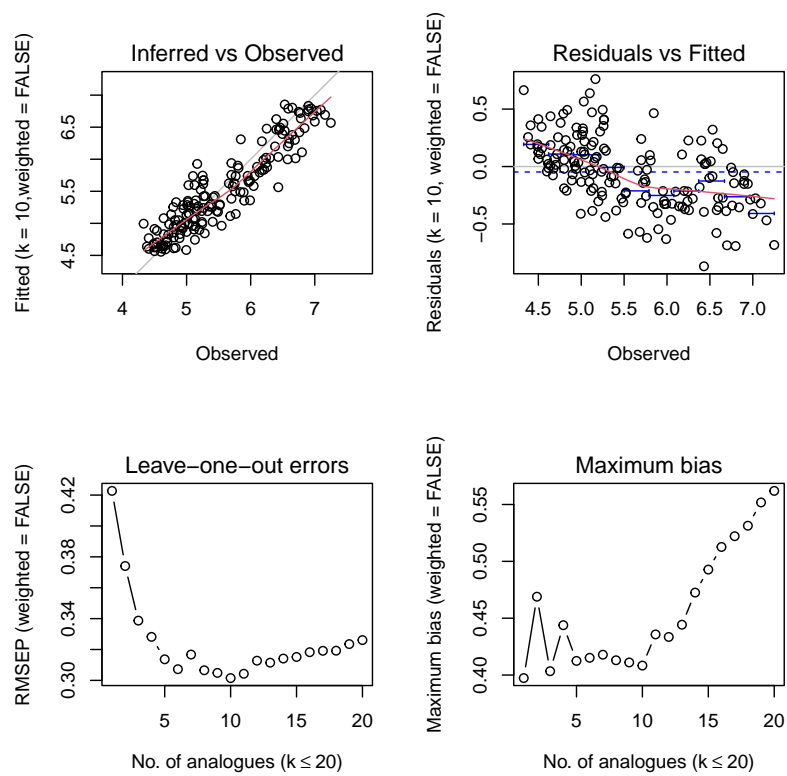 Inferred vs Observed
Fitted (k = 10,weighted = FALSE)
4.5 5.5 6.5
4 5 6 7
Observed
Residuals vs Fitted
Residuals (k = 10, weighted = FALSE)
−0.5 0.0 0.5
4.5 5.0 5.5 6.0 6.5 7.0
Observed
Leave−one−out errors
RMSEP (weighted = FALSE)
0.30 0.34 0.38 0.42
5 10 15 20
No. of analogues (k ≤ 20)
Maximum bias
Maximum bias (weighted = FALSE)
0.40 0.45 0.50 0.55
5 10 15 20
No. of analogues (k ≤ 20)